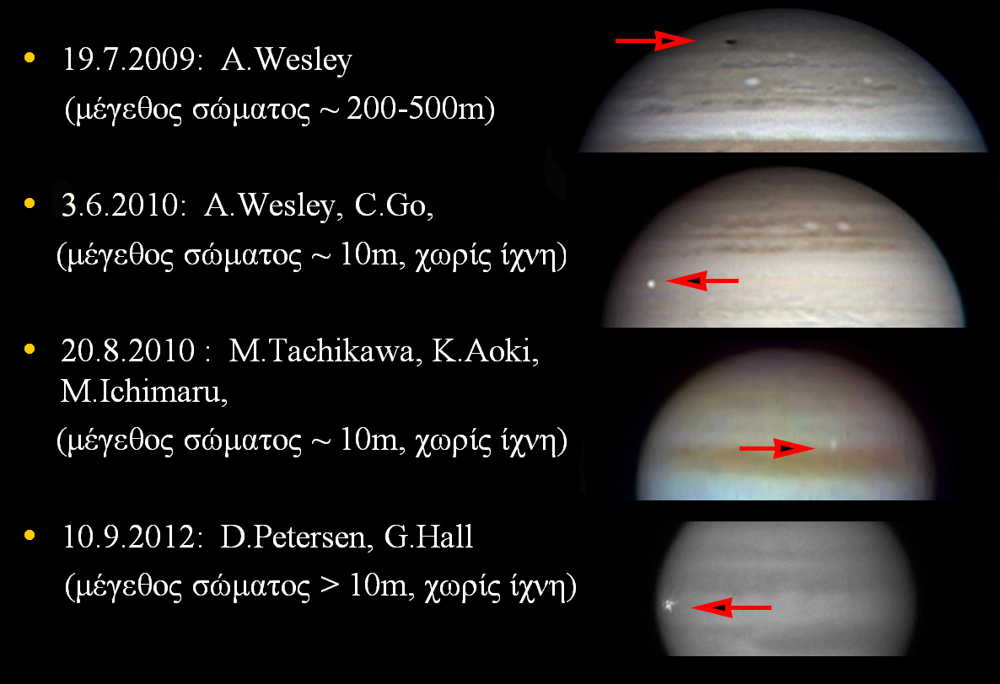 • 19.7.2009: A.Wesley
(μέγεθος σώματος ~ 200-500m)
• 3.6.2010: A.Wesley, C.Go,
(μέγεθος σώματος ~ 10m, χωρίς ίχνη)
• 20.8.2010 : M.Tachikawa, K.Aoki,
M.Ichimaru,
(μέγεθος σώματος ~ 10m, χωρίς ίχνη)
• 10.9.2012: D.Petersen, G.Hall
(μέγεθος σώματος > 10m, χωρίς ίχνη)